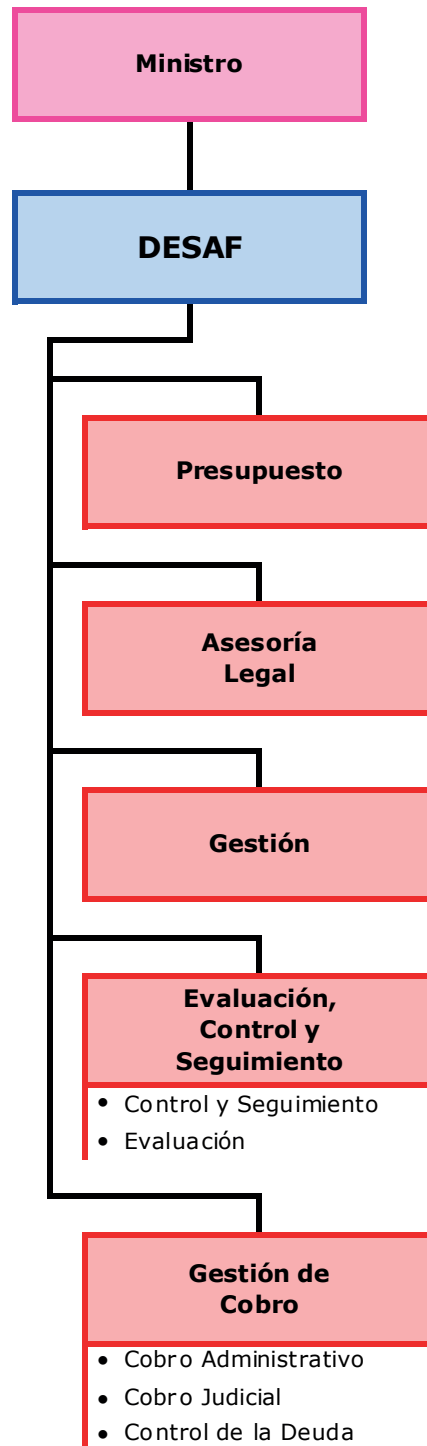 Ministro
DESAF
Presupuesto
Asesoría
Legal
Gestión
Evaluación,
Control y
Seguimiento
• Control y Seguimiento
• Evaluación
Gestión de
Cobro
• Cobro Administrativo
• Cobro Judicial
• Control de la Deuda